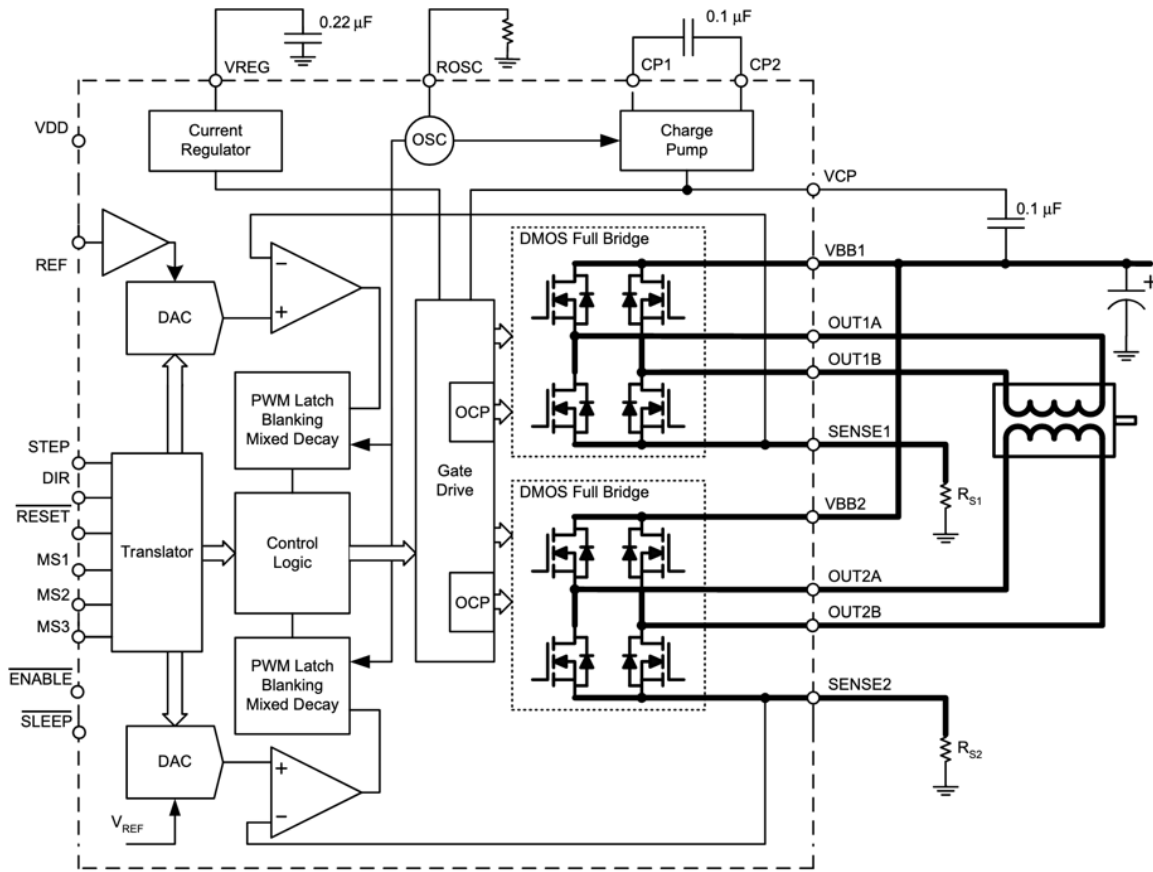 0.22 µF
0.1 µF
VREG
ROSC
CP1
CP2
VDD
Current
Regulator
OSC
Charge
Pump
VCP
0.1 µF
REF
DAC
−
+
DMOS Full Bridge
VBB1
+
OUT1A
OUT1B
PWM Latch
Blanking
Mixed Decay
OCP
SENSE1
STEP
DIR
RESET
MS1
MS2
MS3
Translator
Control
Logic
Gate
Drive
DMOS Full Bridge
RS1
VBB2
OUT2A
OCP
OUT2B
PWM Latch
Blanking
Mixed Decay
ENABLE
SLEEP
SENSE2
DAC
+
−
RS2
VREF